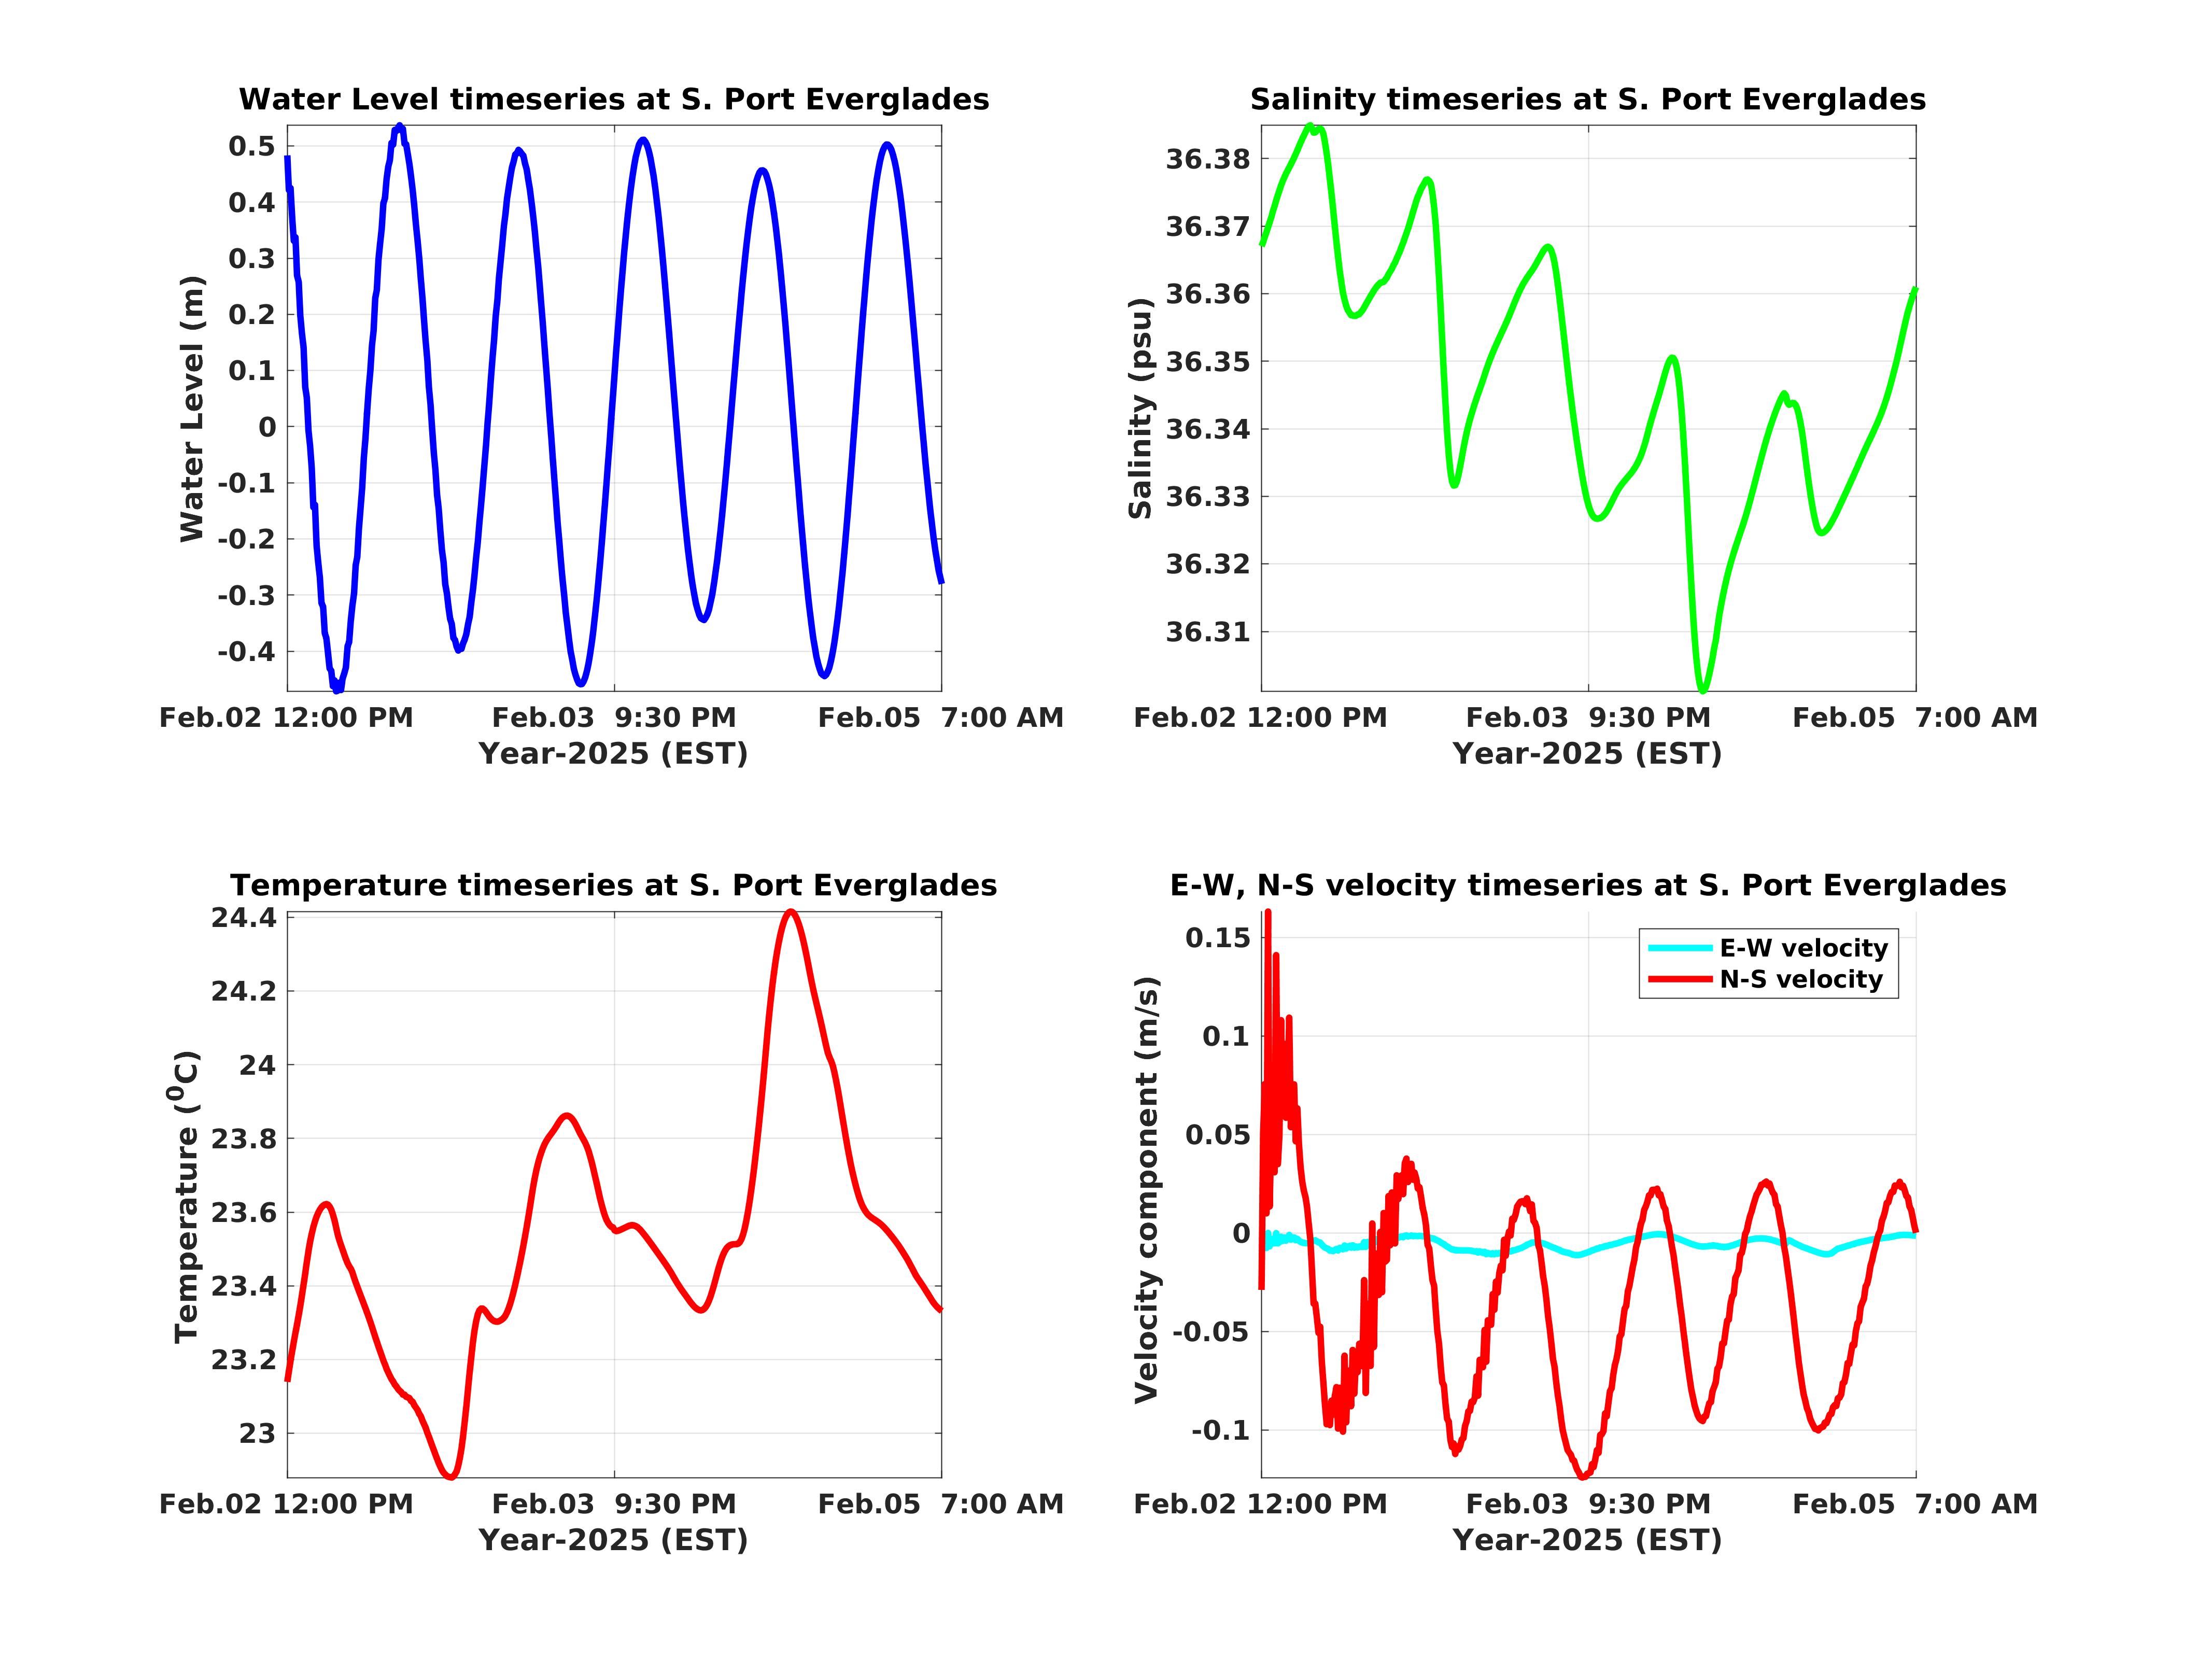 Water Level timeseries at S. Port Everglades
0.5
0.4
0.3
0.2
0.1
0
-0.1
-0.2
-0.3
-0.4
Water Level (m)
Feb.02 12:00 PM
Feb.03 9:30 PM
Feb.05 7:00 AM
Year-2025 (EST)
Salinity timeseries at S. Port Everglades
36.38
36.37
36.36
36.35
36.34
36.33
36.32
36.31
Salinity (psu)
Feb.02 12:00 PM
Feb.03 9:30 PM
Feb.05 7:00 AM
Year-2025 (EST)
Temperature timeseries at S. Port Everglades
24.4
24.2
24
23.8
23.6
23.4
23.2
23
Temperature (⁰C)
Feb.02 12:00 PM
Feb.03 9:30 PM
Feb.05 7:00 AM
Year-2025 (EST)
E-W, N-S velocity timeseries at S. Port Everglades
0.15
0.1
0.05
0
-0.05
-0.1
Velocity component (m/s)
E-W velocity
N-S velocity
Feb.02 12:00 PM
Feb.03 9:30 PM
Feb.05 7:00 AM
Year-2025 (EST)